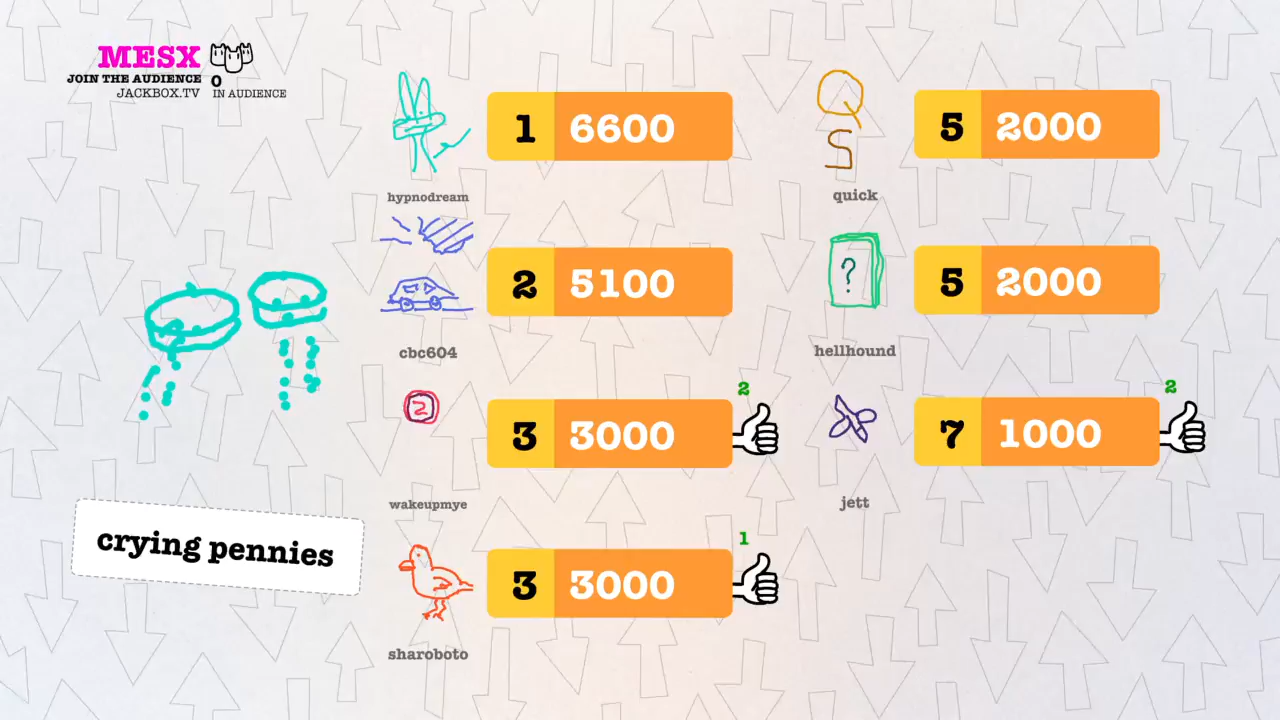 MESX
JOIN THE AUDIENCE
JACKBOX.TV
0
IN AUDIENCE
1 6600
hypnodream
2 5100
cbc604
2
3 3000
2
wakeupmye
3 3000
1
sharoboto
Q
S
5 2000
quick
?
5 2000
hellhound
7 1000
2
jett
crying pennies